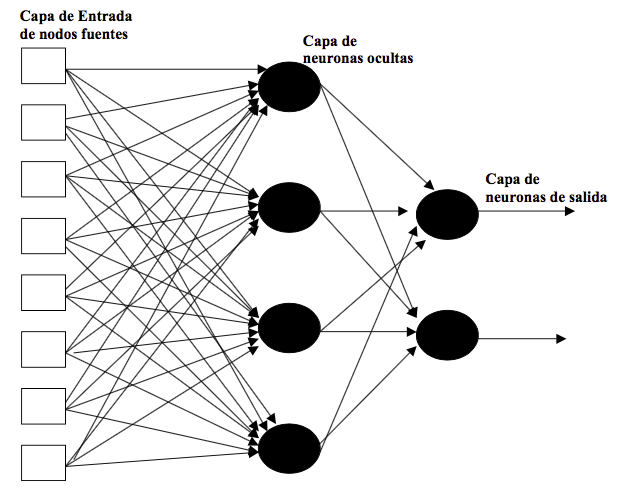 Capa de Entrada
de nodos fuentes
Capa de
neuronas ocultas
Capa de
neuronas de salida